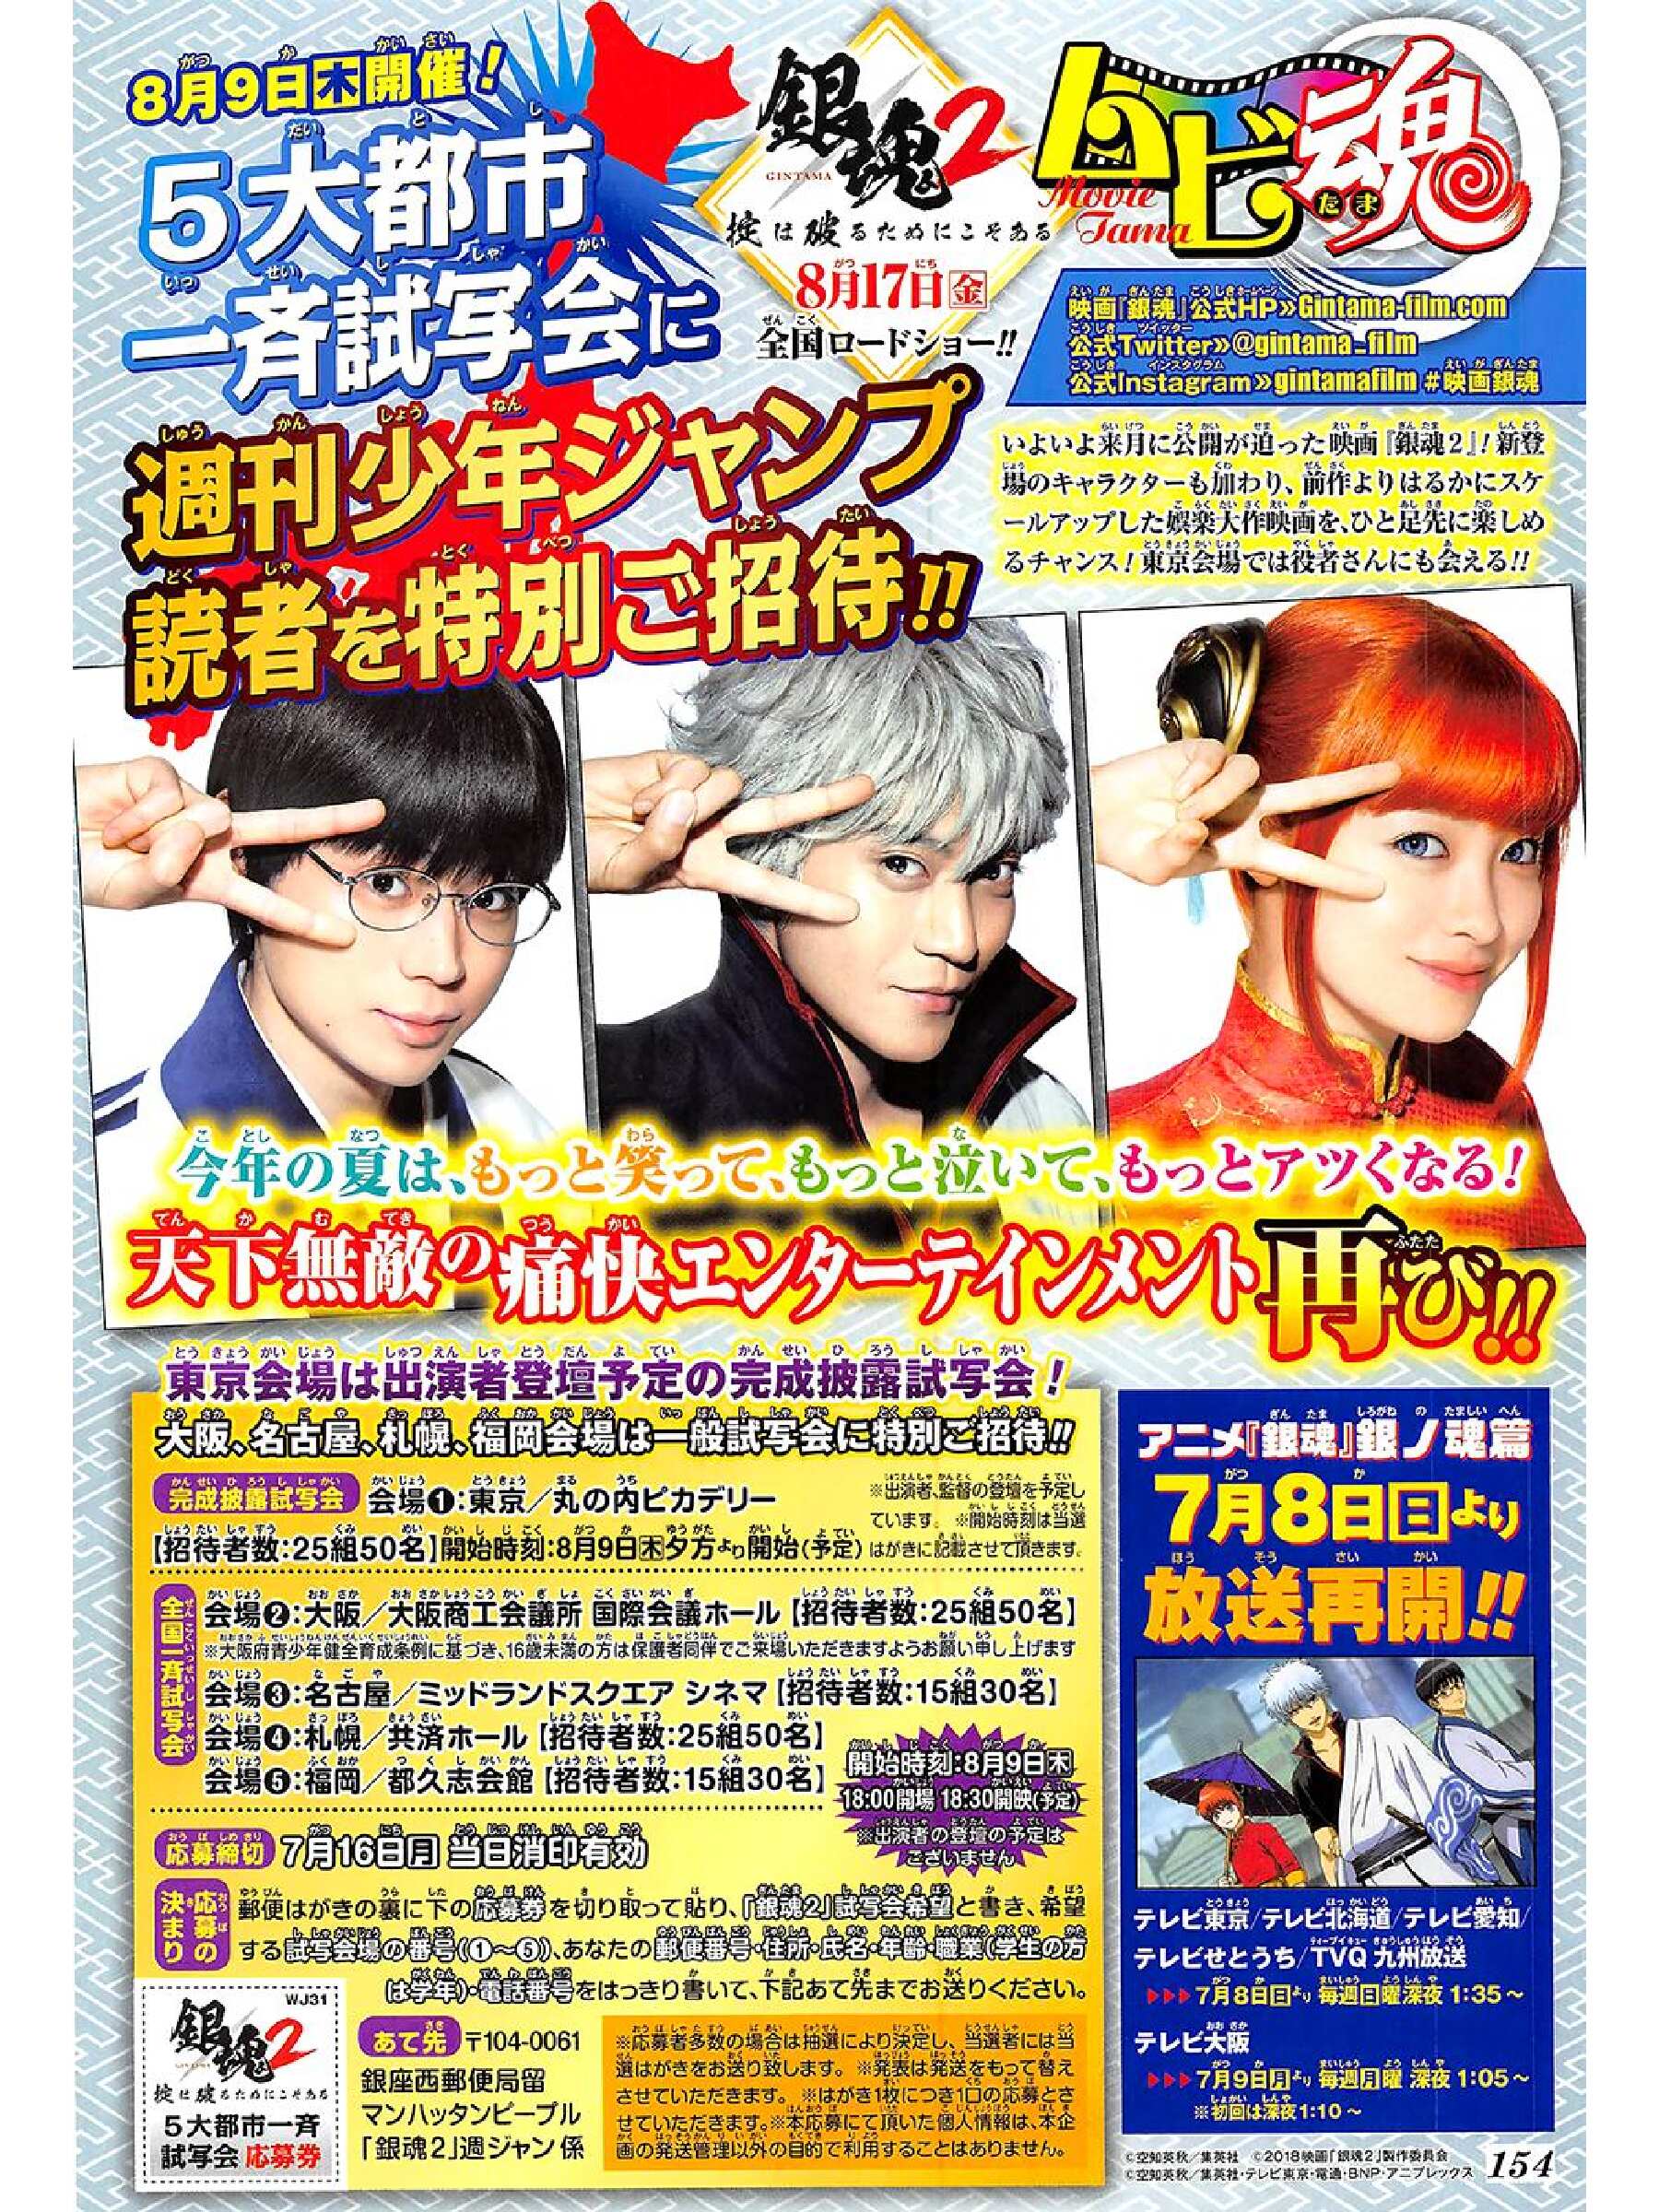 8月9日木開催!
5大都市
一斉試写会に
週刊少年ジャンプ
読者を特別ご招待!!
銀魂2
GINTAMA
掟は破るためにこそある
8月17日金
全国ロードショー!!
ムビ魂
たま
Movie
Tama
映画『銀魂』公式HP»Gintama-film.com
公式Twitter»@gintama_film
公式Instagram»gintamafilm #映画銀魂
いよいよ来月に公開が迫った映画『銀魂2』!新登
場のキャラクターも加わり、前作よりはるかにスケ
ールアップした娯楽大作映画を、ひと足先に楽しめ
るチャンス!東京会場では役者さんにも会える!!
今年の夏は、もっと笑って、もっと泣いて、もっとアツくなる!
天下無敵の痛快エンターテインメント再び!!
東京会場は出演者登壇予定の完成披露試写会!
大阪、名古屋、札幌、福岡会場は一般試写会に特別ご招待!!
完成披露試写会 会場❶:東京/丸の内ピカデリー
【招待者数:25組50名】開始時刻:8月9日木夕方より開始(予定)
※出演者、監督の登壇を予定し
ています。 ※開始時刻は当選
はがきに記載させて頂きます。
全国一斉試写会
会場❷:大阪/大阪商工会議所 国際会議ホール【招待者数:25組50名】
※大阪府青少年健全育成条例に基づき、16歳未満の方は保護者同伴でご来場いただきますようお願い申し上げます
会場❸:名古屋/ミッドランドスクエア シネマ【招待者数:15組30名】
会場❹:札幌/共済ホール【招待者数:25組50名】
会場❺:福岡/都久志会館【招待者数:15組30名】
開始時刻:8月9日木
18:00開場 18:30開映(予定)
※出演者の登壇の予定は
ございません
応募締切 7月16日月 当日消印有効
応募の決まり
郵便はがきの裏に下の応募券を切り取って貼り、「銀魂2」試写会希望と書き、希望
する試写会場の番号(①~⑤)、あなたの郵便番号・住所・氏名・年齢・職業(学生の方
は学年)・電話番号をはっきり書いて、下記あて先までお送りください。
WJ31
銀魂2
GINTAMA
掟は破るためにこそある
5大都市一斉
試写会 応募券
あて先 〒104-0061
銀座西郵便局留
マンハッタンピープル
「銀魂2」週ジャン係
※応募者多数の場合は抽選により決定し、当選者には当
選はがきをお送り致します。 ※発表は発送をもって替え
させていただきます。 ※はがき1枚につき1口の応募とさ
せていただきます。※本応募にて頂いた個人情報は、本企
画の発送管理以外の目的で利用することはありません。
アニメ『銀魂』銀ノ魂篇
7月8日日より
放送再開!!
テレビ東京/テレビ北海道/テレビ愛知/
テレビせとうち/TVQ九州放送
▶▶▶7月8日日より 毎週日曜深夜 1:35~
テレビ大阪
▶▶▶7月9日月より 毎週月曜 深夜 1:05~
※初回は深夜1:10~
©空知英秋/集英社 ©2018映画「銀魂2」製作委員会
©空知英秋/集英社・テレビ東京・電通・BNP・アニプレックス
154